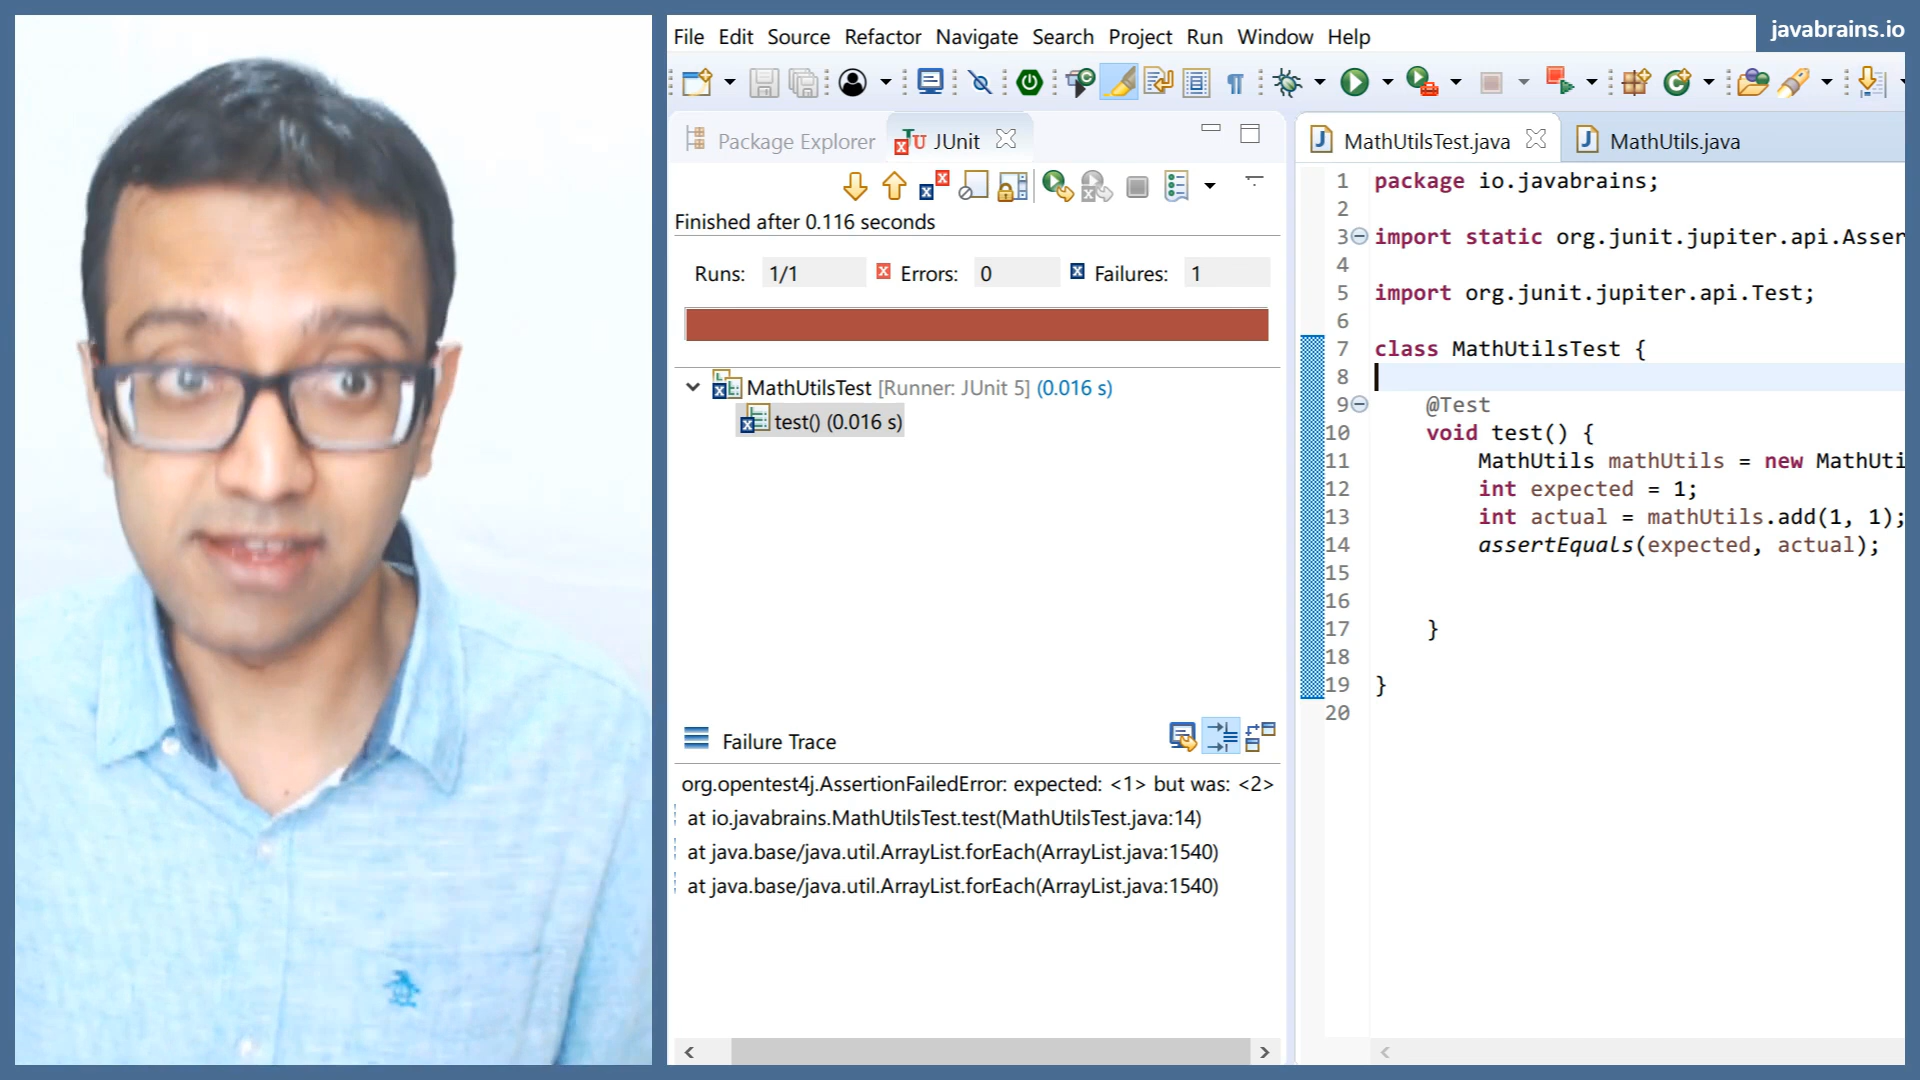 javabrains.io
File Edit Source Refactor Navigate Search Project Run Window Help
Package Explorer JUnit
Finished after 0.116 seconds
Runs: 1/1 Errors: 0 Failures: 1
MathUtilsTest [Runner: JUnit 5] (0.016 s)
test() (0.016 s)
Failure Trace
org.opentest4j.AssertionFailedError: expected: <1> but was: <2>
at io.javabrains.MathUtilsTest.test(MathUtilsTest.java:14)
at java.base/java.util.ArrayList.forEach(ArrayList.java:1540)
at java.base/java.util.ArrayList.forEach(ArrayList.java:1540)
MathUtilsTest.java MathUtils.java
1 package io.javabrains;
2
3 import static org.junit.jupiter.api.Asser
4
5 import org.junit.jupiter.api.Test;
6
7 class MathUtilsTest {
8
9 @Test
10 void test() {
11 MathUtils mathUtils = new MathUti
12 int expected = 1;
13 int actual = mathUtils.add(1, 1);
14 assertEquals(expected, actual);
15
16
17 }
18
19 }
20